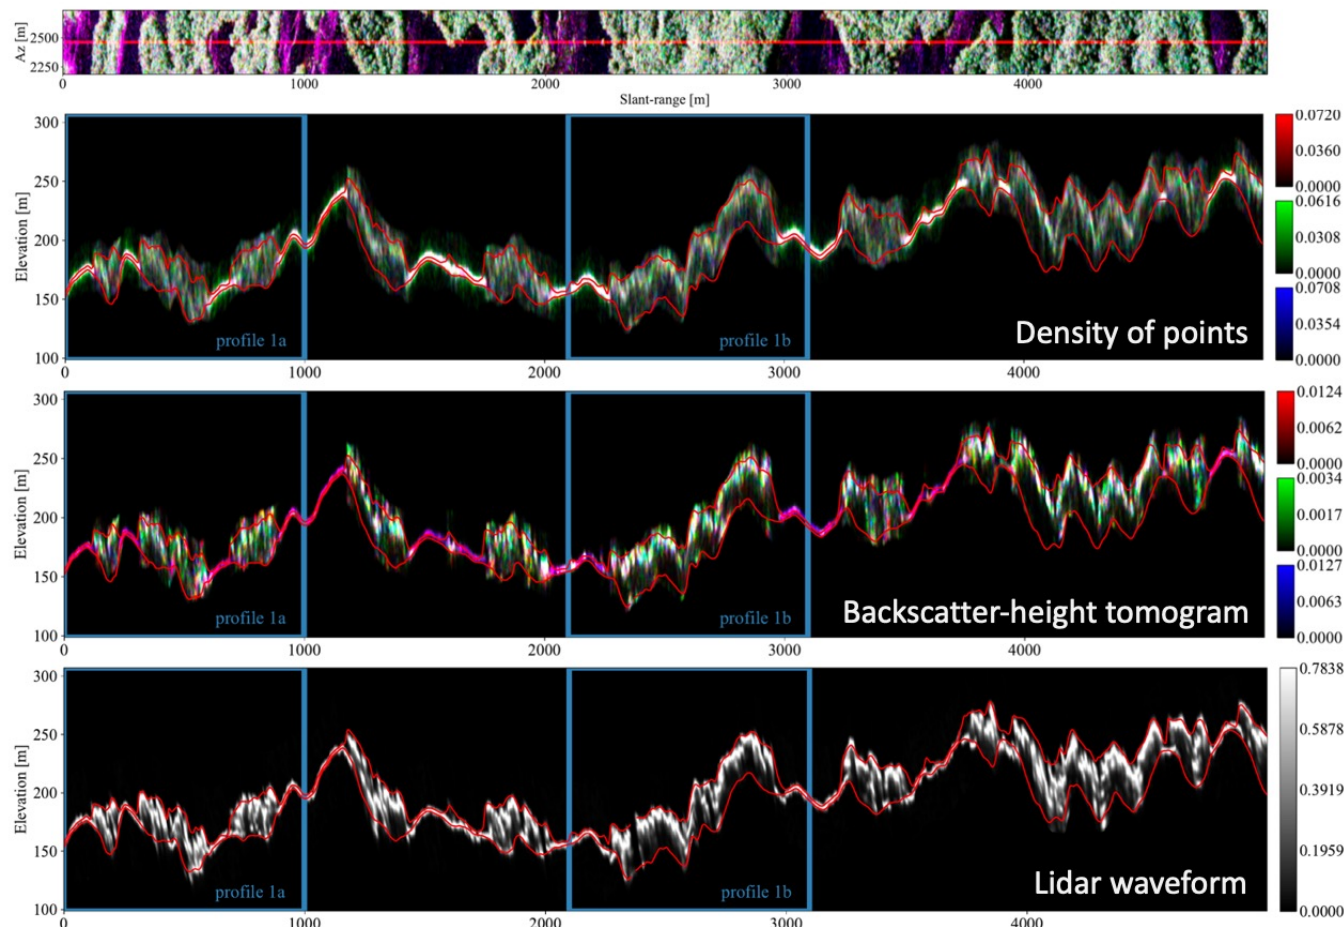 Az [m]
2500
2250
0 1000 2000 3000 4000
Slant-range [m]
Elevation [m]
300
250
200
150
100
profile 1a
profile 1b
Density of points
0 1000 2000 3000 4000
0.0720
0.0360
0.0000
0.0616
0.0308
0.0000
0.0708
0.0354
0.0000
Elevation [m]
300
250
200
150
100
profile 1a
profile 1b
Backscatter-height tomogram
0 1000 2000 3000 4000
0.0124
0.0062
0.0000
0.0034
0.0017
0.0000
0.0127
0.0063
0.0000
Elevation [m]
300
250
200
150
100
profile 1a
profile 1b
Lidar waveform
0 1000 2000 3000 4000
0.7838
0.5878
0.3919
0.1959
0.0000